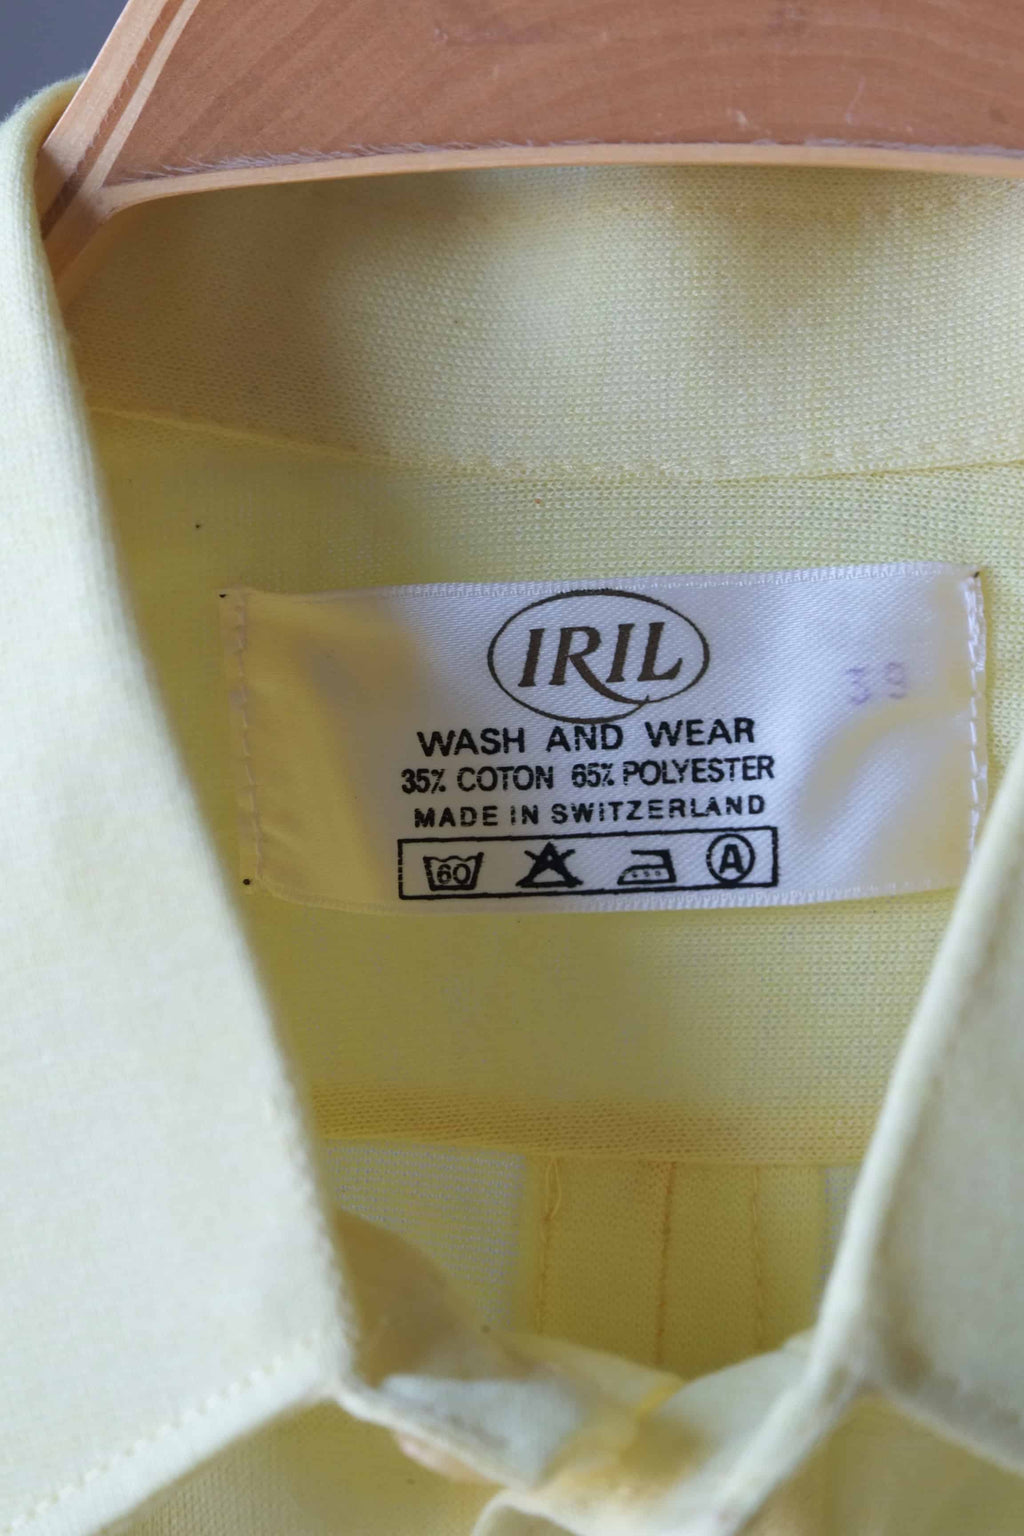 IRIL
39
WASH AND WEAR
35% COTON 65% POLYESTER
MADE IN SWITZERLAND
60 A